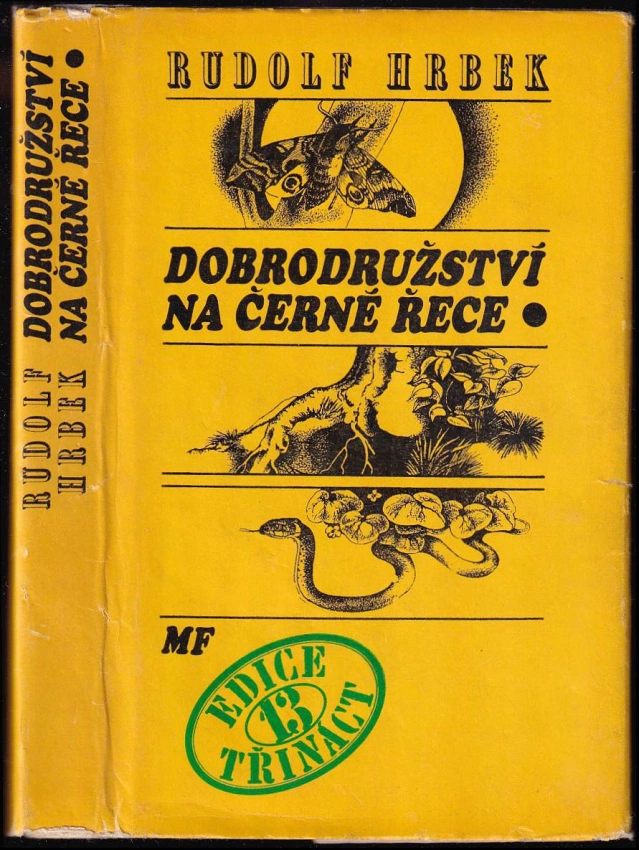 RUDOLF HRBEK
DOBRODRUŽSTVÍ
NA ČERNÉ ŘECE •
MF
EDICE
13
TŘINÁCT
RUDOLF DOBRODRUŽSTVÍ
HRBEK NA ČERNÉ ŘECE •